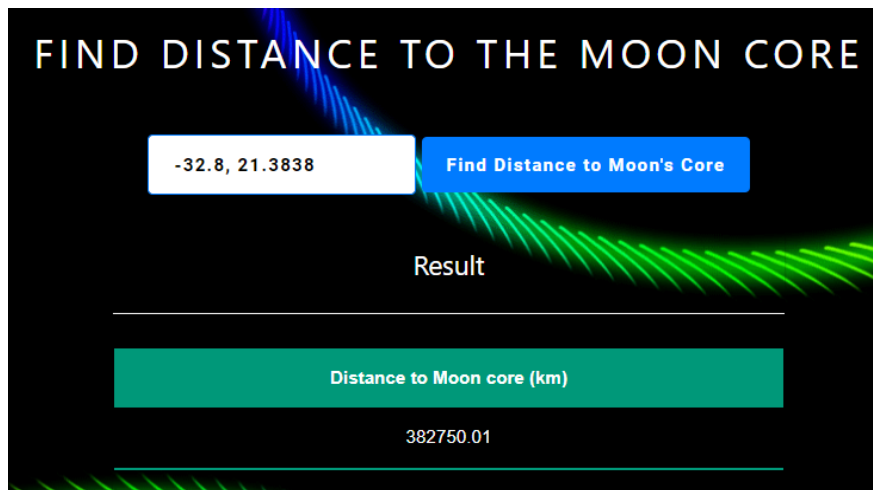 FIND DISTANCE TO THE MOON CORE
-32.8, 21.3838
Find Distance to Moon's Core
Result
Distance to Moon core (km)
382750.01